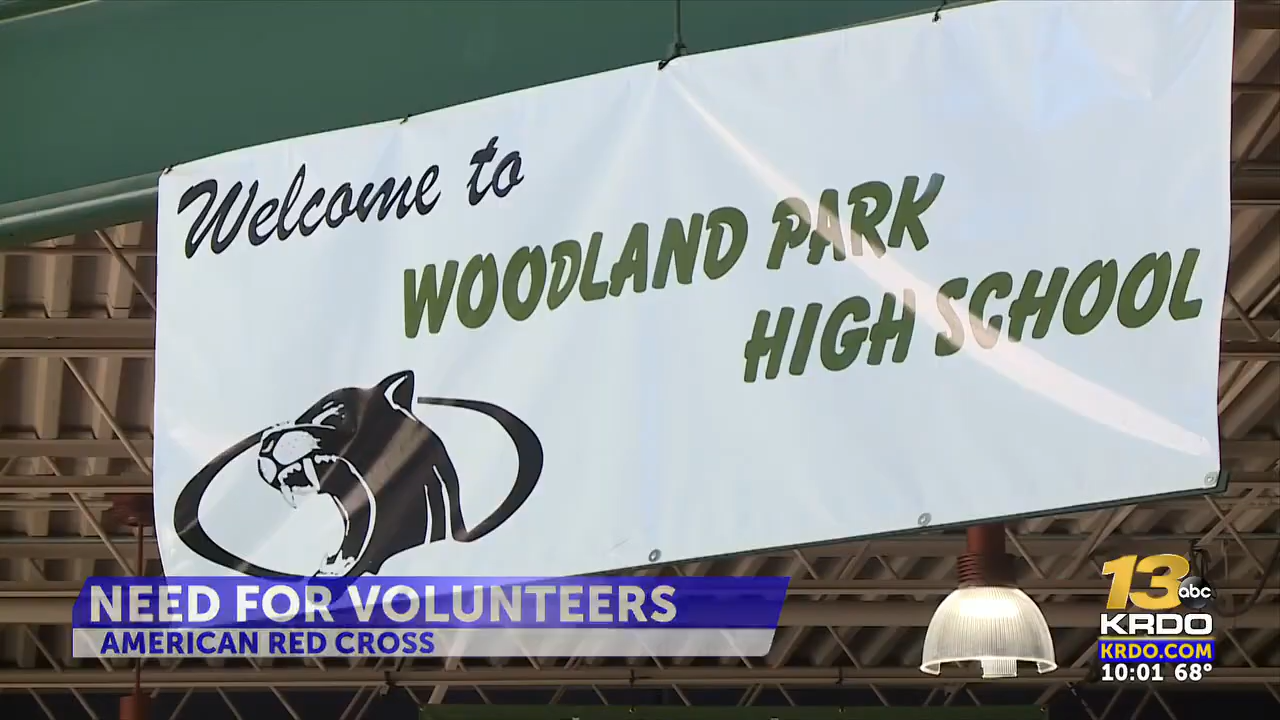 Welcome to
WOODLAND PARK
HIGH SCHOOL
NEED FOR VOLUNTEERS
AMERICAN RED CROSS
13 abc
KRDO
KRDO.COM
10:01 68°